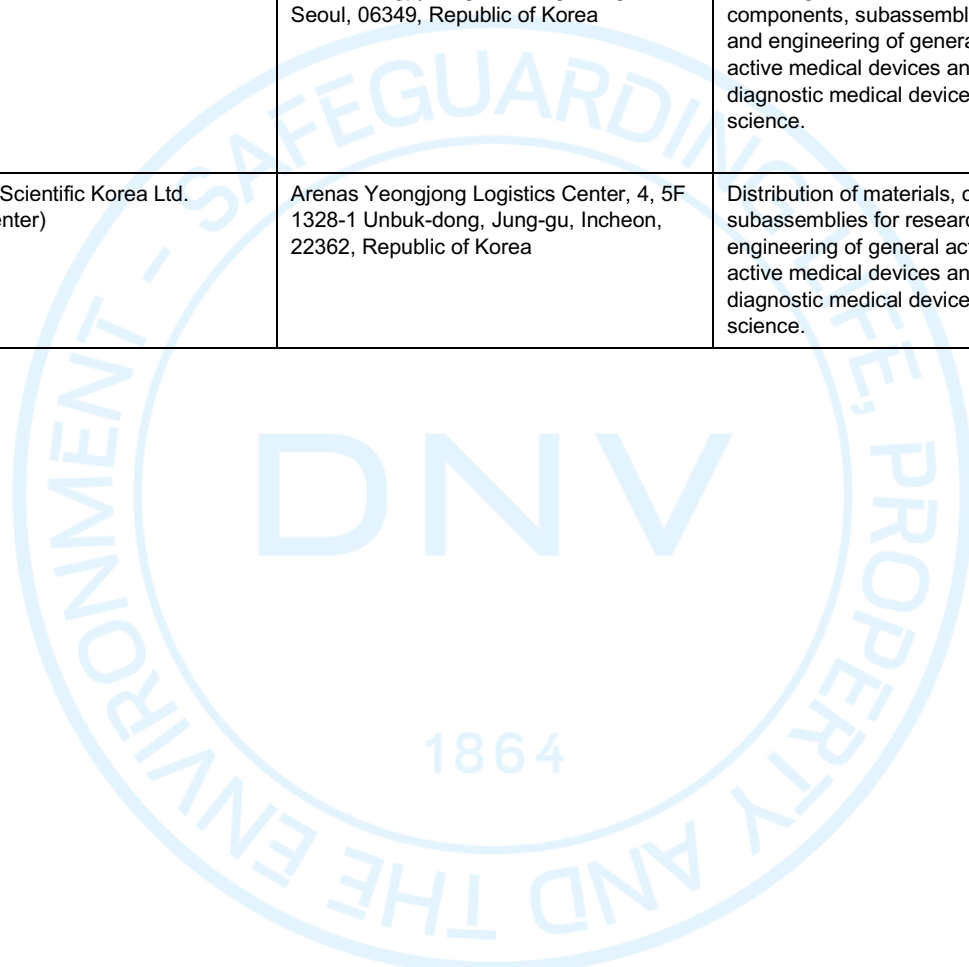 Seoul, 06349, Republic of Korea
components, subassembl
and engineering of genera
active medical devices an
diagnostic medical device
science.
Scientific Korea Ltd.
enter)
Arenas Yeongjong Logistics Center, 4, 5F
1328-1 Unbuk-dong, Jung-gu, Incheon,
22362, Republic of Korea
Distribution of materials, c
subassemblies for resear
engineering of general ac
active medical devices an
diagnostic medical device
science.
SAFEGUARDING LIFE, PROPERTY AND THE ENVIRONMENT -
DNV
1864